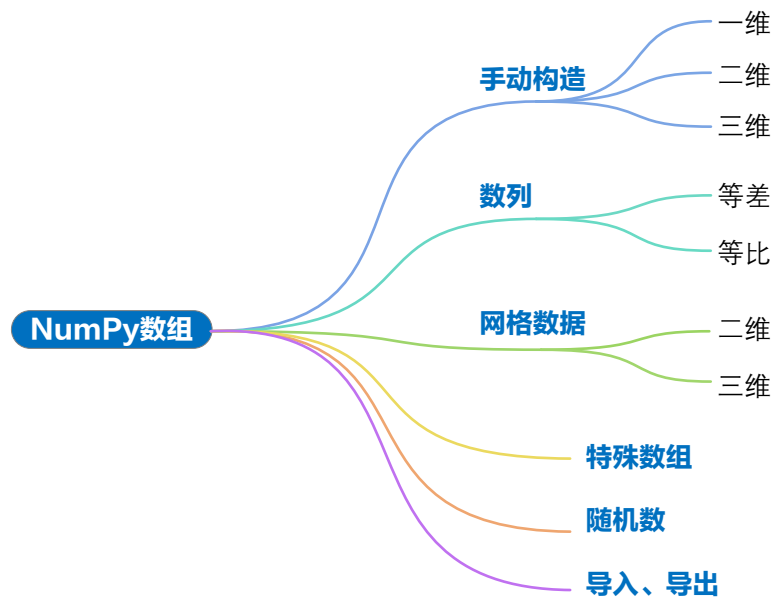 NumPy数组
手动构造
一维
二维
三维
数列
等差
等比
网格数据
二维
三维
特殊数组
随机数
导入、导出